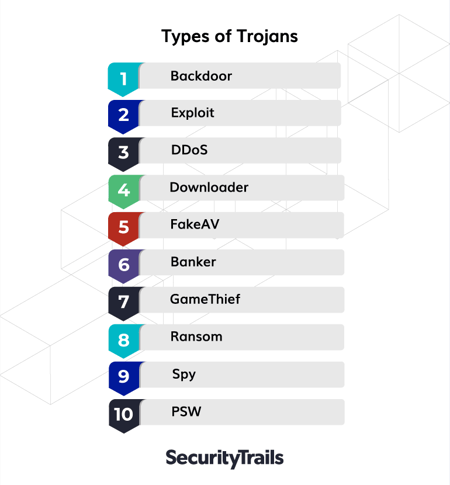 Types of Trojans
1 Backdoor
2 Exploit
3 DDoS
4 Downloader
5 FakeAV
6 Banker
7 GameThief
8 Ransom
9 Spy
10 PSW
SecurityTrails